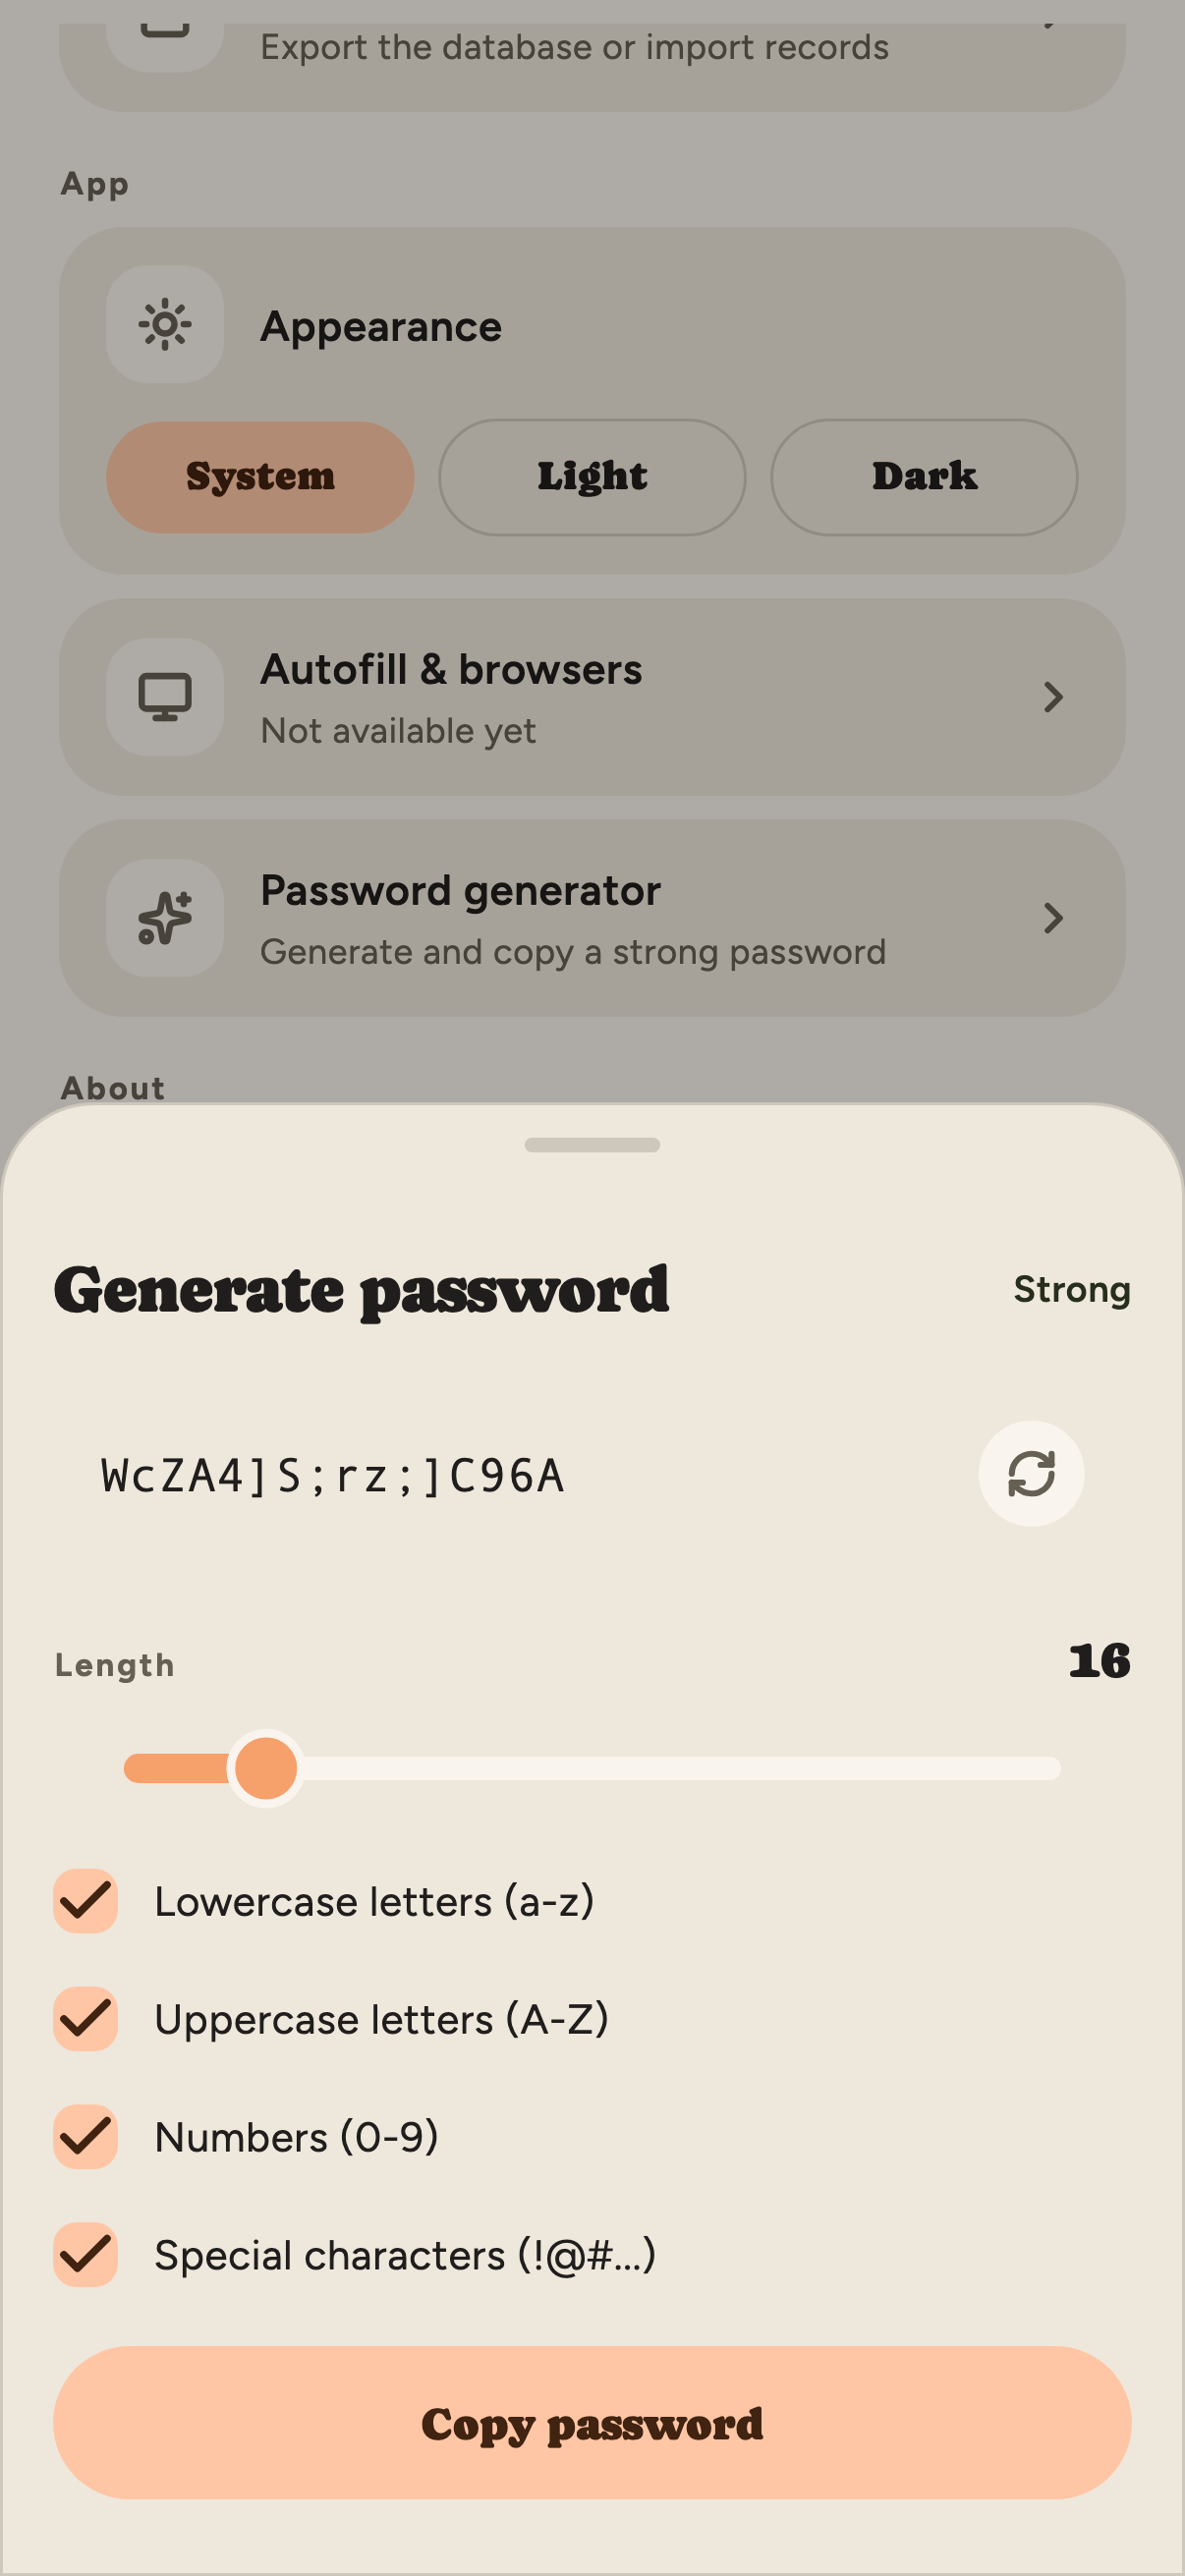 Export the database or import records
App
Appearance
System
Light
Dark
Autofill & browsers
Not available yet
Password generator
Generate and copy a strong password
About
Generate password
Strong
WcZA4]S;rz;]C96A
Length
16
Lowercase letters (a-z)
Uppercase letters (A-Z)
Numbers (0-9)
Special characters (!@#...)
Copy password